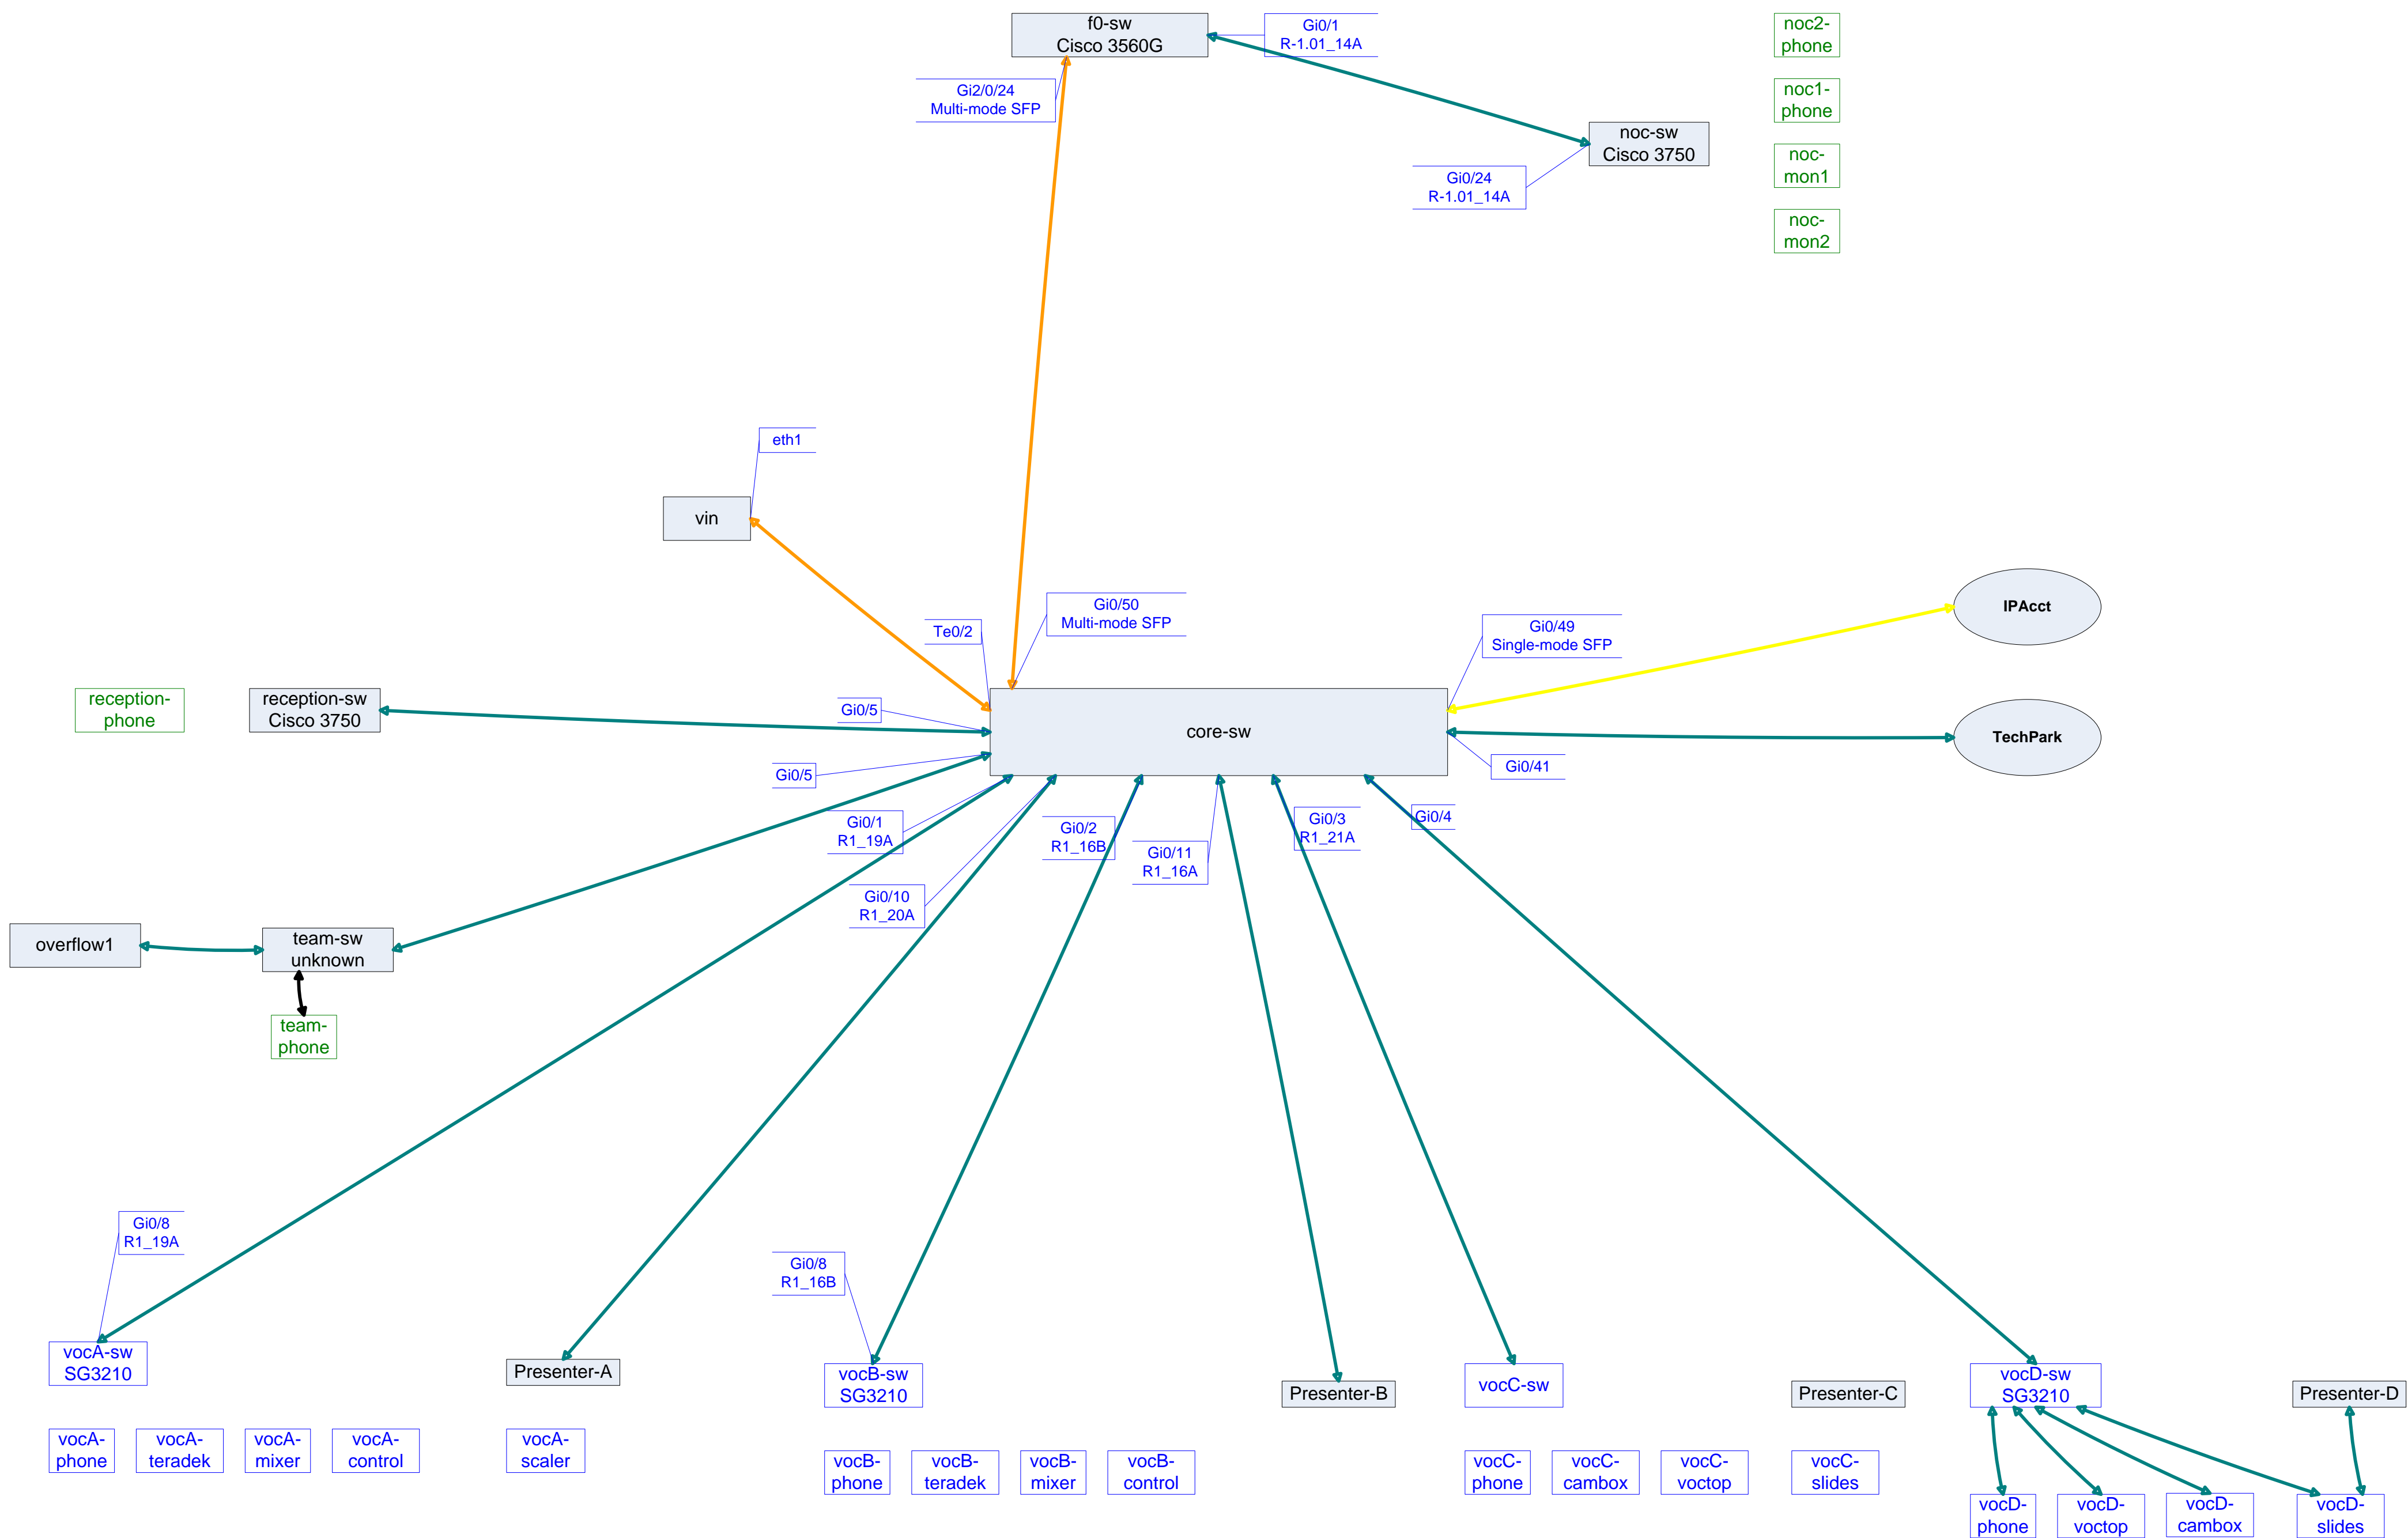 f0-sw
Cisco 3560G
Gi0/1
R-1.01_14A
noc2-
phone
Gi2/0/24
Multi-mode SFP
noc1-
phone
noc-sw
Cisco 3750
noc-
mon1
Gi0/24
R-1.01_14A
noc-
mon2
eth1
vin
Te0/2
Gi0/50
Multi-mode SFP
Gi0/49
Single-mode SFP
IPAcct
reception-
phone
reception-sw
Cisco 3750
Gi0/5
core-sw
TechPark
Gi0/5
Gi0/41
Gi0/1
R1_19A
Gi0/2
R1_16B
Gi0/11
R1_16A
Gi0/3
R1_21A
Gi0/4
Gi0/10
R1_20A
overflow1
team-sw
unknown
team-
phone
Gi0/8
R1_19A
Gi0/8
R1_16B
vocA-sw
SG3210
Presenter-A
vocB-sw
SG3210
Presenter-B
vocC-sw
Presenter-C
vocD-sw
SG3210
Presenter-D
vocA-
phone
vocA-
teradek
vocA-
mixer
vocA-
control
vocA-
scaler
vocB-
phone
vocB-
teradek
vocB-
mixer
vocB-
control
vocC-
phone
vocC-
cambox
vocC-
voctop
vocC-
slides
vocD-
phone
vocD-
voctop
vocD-
cambox
vocD-
slides